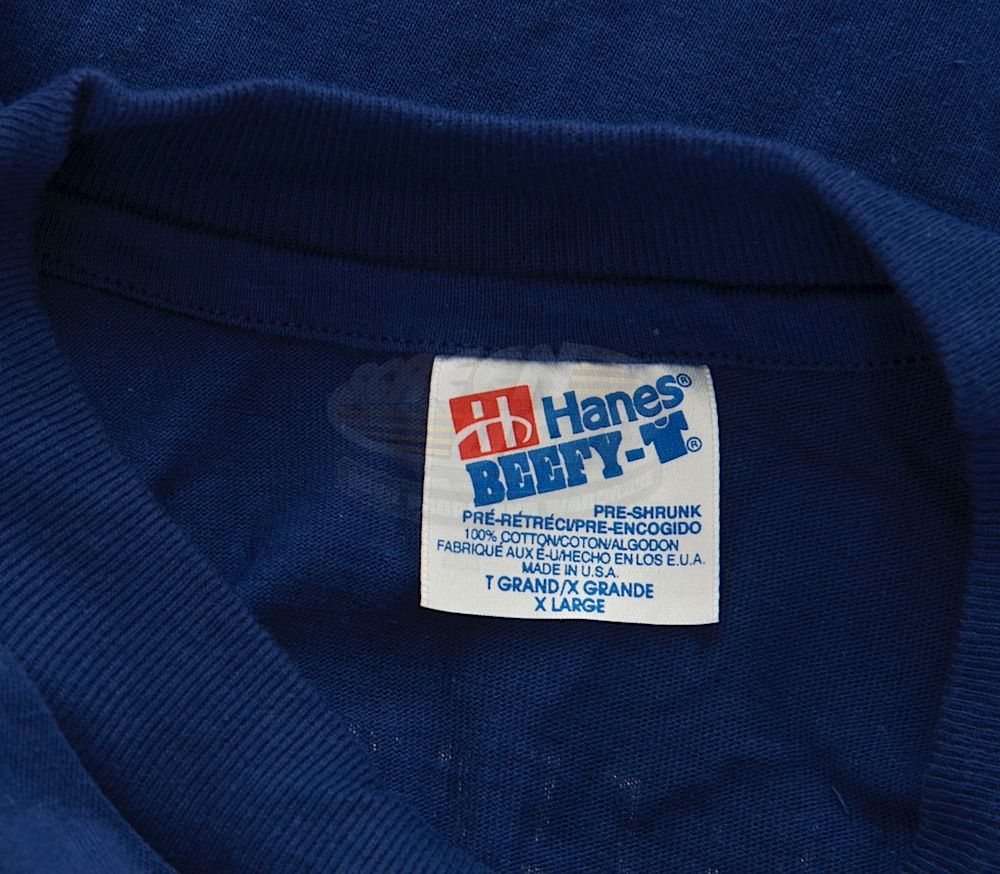 Hanes®
BEEFY-T®
PRE-SHRUNK
PRÉ-RÉTRÉCI/PRE-ENCOGIDO
100% COTTON/COTON/ALGODON
FABRIQUÉ AUX É-U/HECHO EN LOS E.U.A.
MADE IN U.S.A.
T GRAND/X GRANDE
X LARGE